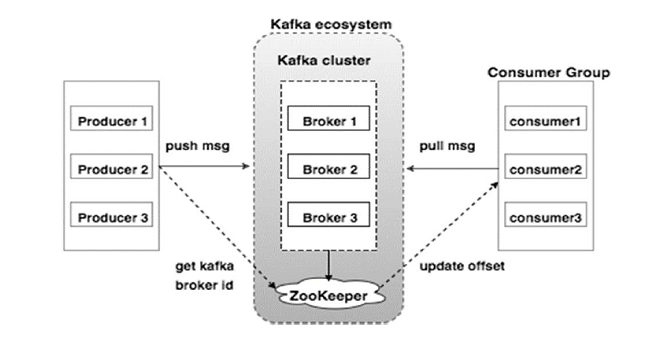 Kafka ecosystem
Kafka cluster
Consumer Group
Producer 1
Producer 2
Producer 3
push msg
Broker 1
Broker 2
Broker 3
pull msg
consumer1
consumer2
consumer3
get kafka
broker id
ZooKeeper
update offset